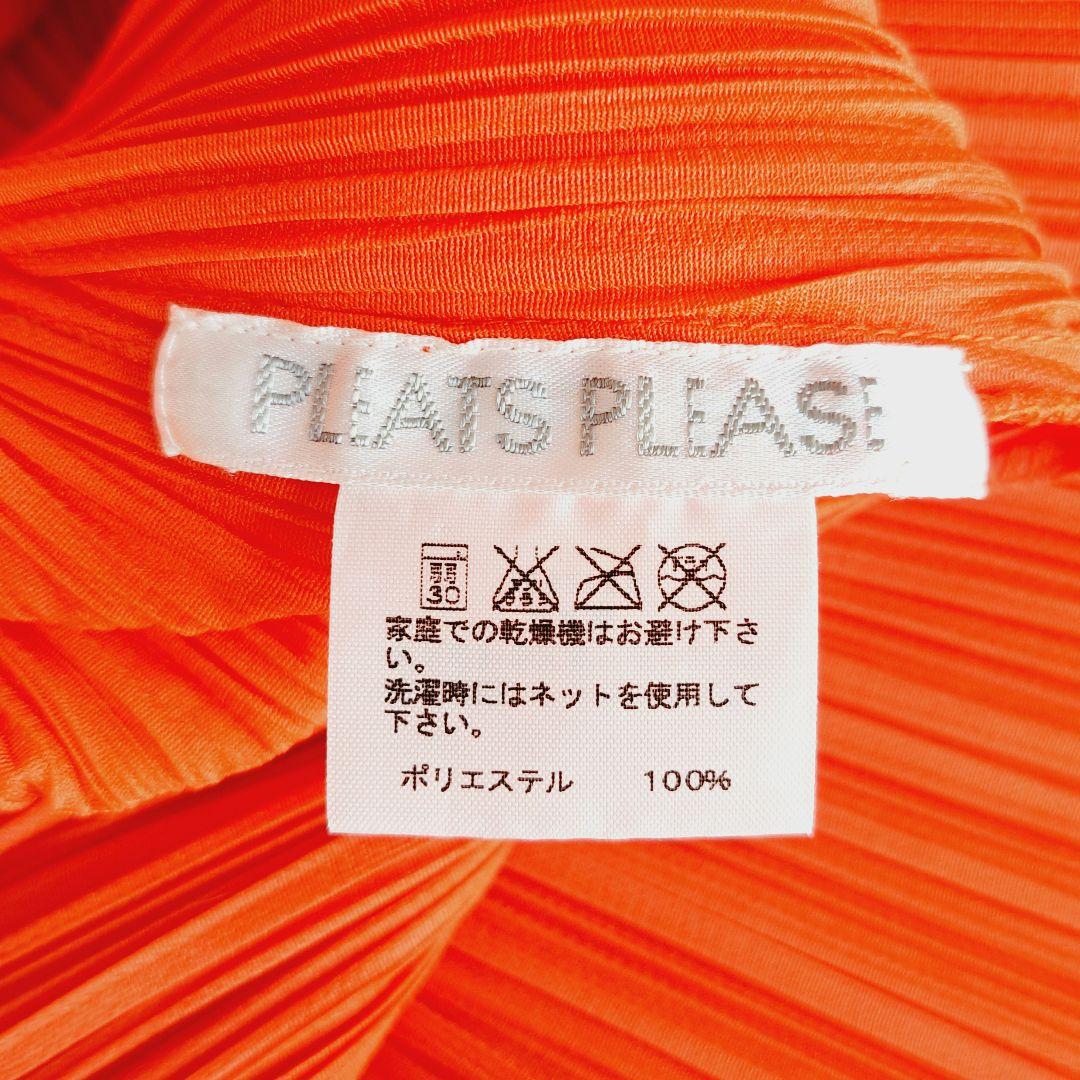 PLEATS PLEASE
弱
30
家庭での乾燥機はお避け下さ
い。
洗濯時にはネットを使用して
下さい。
ポリエステル 100%